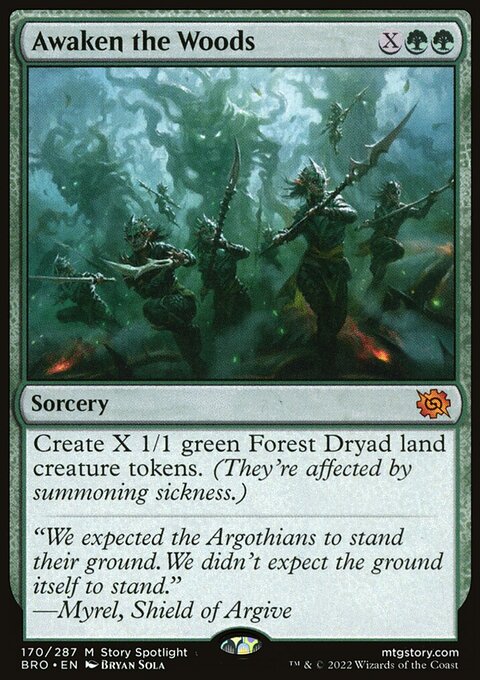 Awaken the Woods X
Sorcery
Create X 1/1 green Forest Dryad land
creature tokens. (They're affected by
summoning sickness.)
“We expected the Argothians to stand
their ground. We didn't expect the ground
itself to stand.”
—Myrel, Shield of Argive
170/287 M Story Spotlight mtgstory.com
BRO • EN Bryan Sola ™ & © 2022 Wizards of the Coast